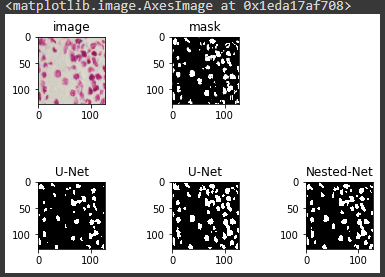 <matplotlib.image.AxesImage at 0x1eda17af708>
image mask
0 0
50 50
100 100
0 100 0 100
U-Net U-Net Nested-Net
0 0 0
50 50 50
100 100 100
0 100 0 100 0 100